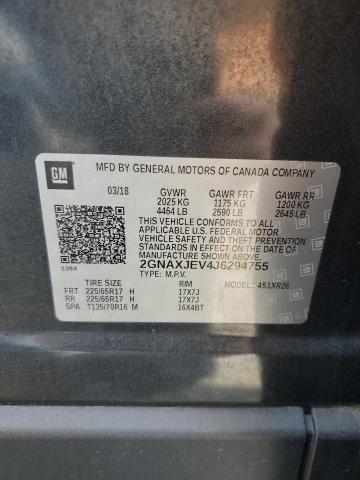 GM
MFD BY GENERAL MOTORS OF CANADA COMPANY
03/18 GVWR GAWR FRT GAWR RR
2025 KG 1175 KG 1200 KG
4464 LB 2590 LB 2645 LB
THIS VEHICLE CONFORMS TO ALL
APPLICABLE U.S. FEDERAL MOTOR
VEHICLE SAFETY AND THEFT
PREVENTION STANDARDS IN
EFFECT ON THE DATE OF
MANUFACTURE SHOWN ABOVE.
2GNAXJEV4J6294755
139X TYPE: M.P.V. MODEL: 451XR26
TIRE SIZE RIM
FRT 225/65R17 H 17X7J
RR 225/65R17 H 17X7J
SPA T135/70R16 M 16X4BT